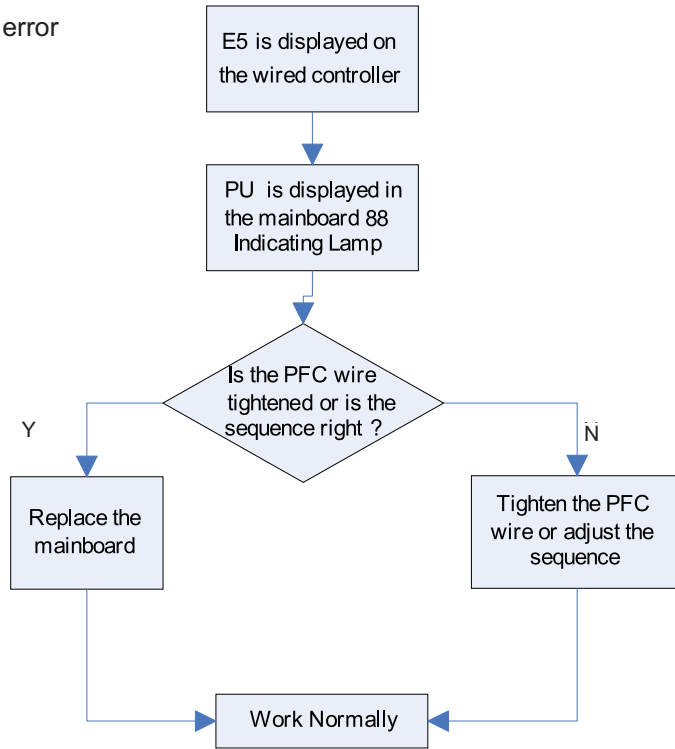 error
E5 is displayed on
the wired controller
PU is displayed in
the mainboard 88
Indicating Lamp
Is the PFC wire
tightened or is the
sequence right ?
Y
N
Replace the
mainboard
Tighten the PFC
wire or adjust the
sequence
Work Normally